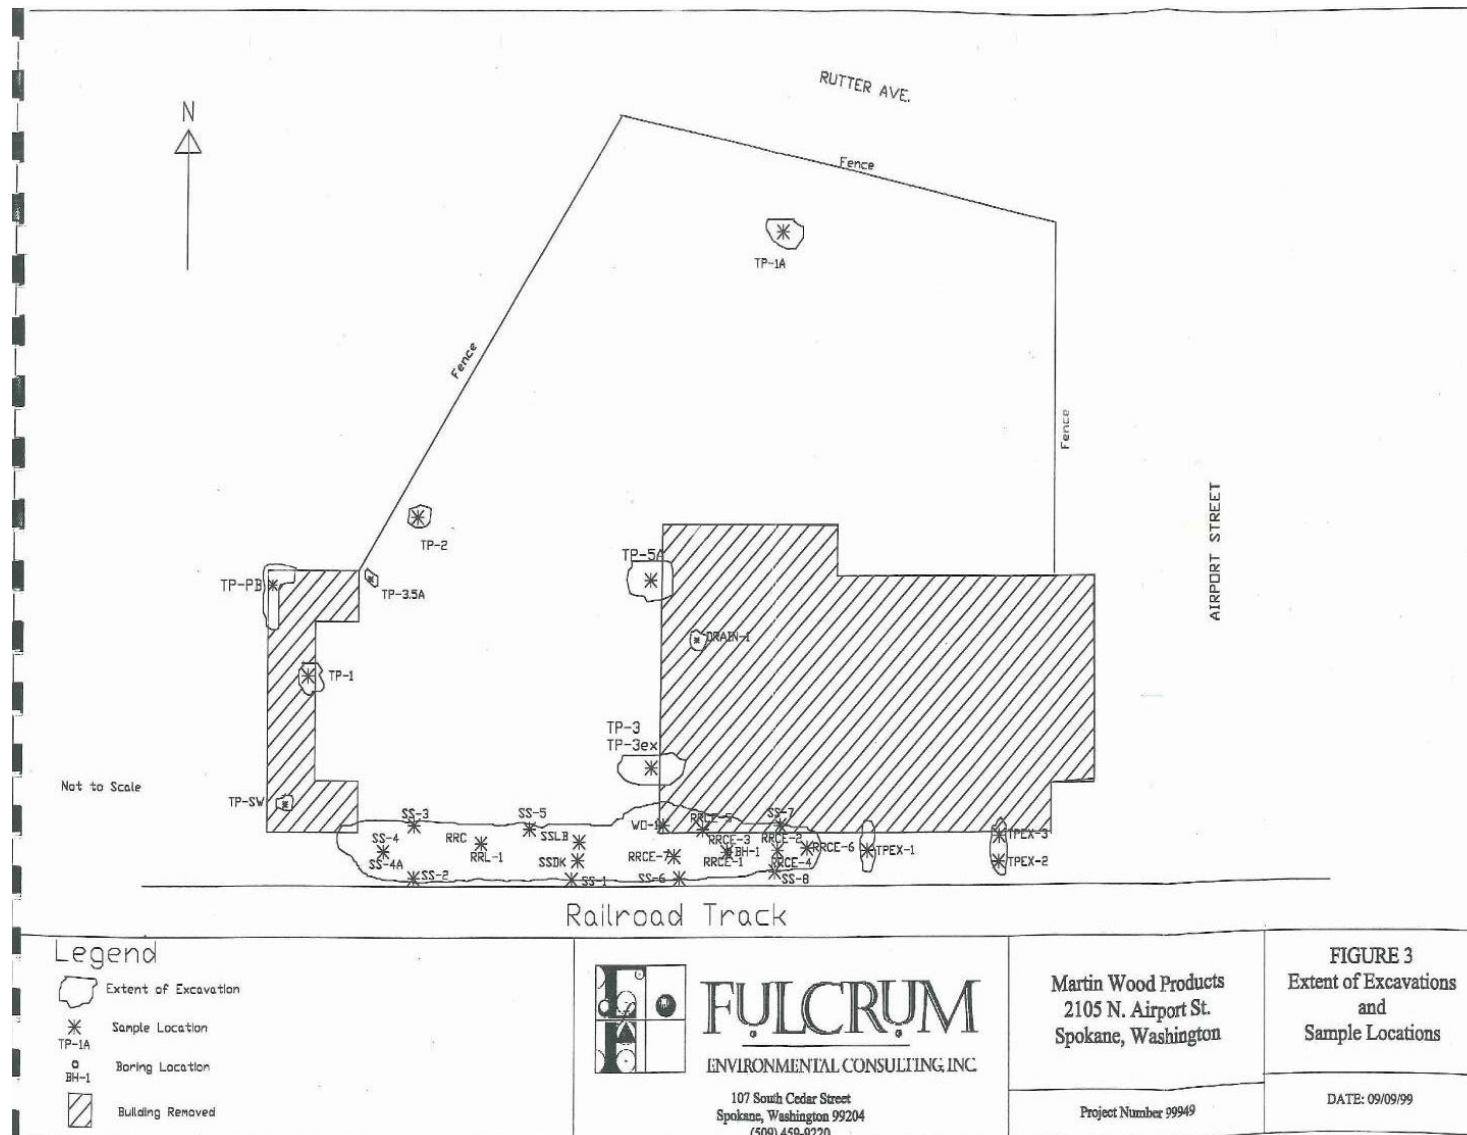 RUTTER AVE.
N
Fence
TP-1A
Fence
Fence
AIRPORT STREET
TP-2
TP-5A
TP-PB
TP-3.5A
DRAIN-1
TP-1
TP-3
TP-3ex
Not to Scale
TP-SW
SS-3
SS-5
WO-1
SS-7
TPEX-3
SS-4
RRC
SSLB
RRCE-3
RRCE-2
RRCE-6
TPEX-1
SS-4A
RRL-1
SSDK
RRCE-7
RRCE-1
BH-1
RRCE-4
TPEX-2
SS-2
SS-1
SS-6
SS-8
Railroad Track
Legend
Extent of Excavation
Sample Location
TP-1A
Boring Location
BH-1
Building Removed
FULCRUM
ENVIRONMENTAL CONSULTING, INC.
107 South Cedar Street
Spokane, Washington 99204
(509) 459-9220
Martin Wood Products
2105 N. Airport St.
Spokane, Washington
Project Number 99949
FIGURE 3
Extent of Excavations
and
Sample Locations
DATE: 09/09/99